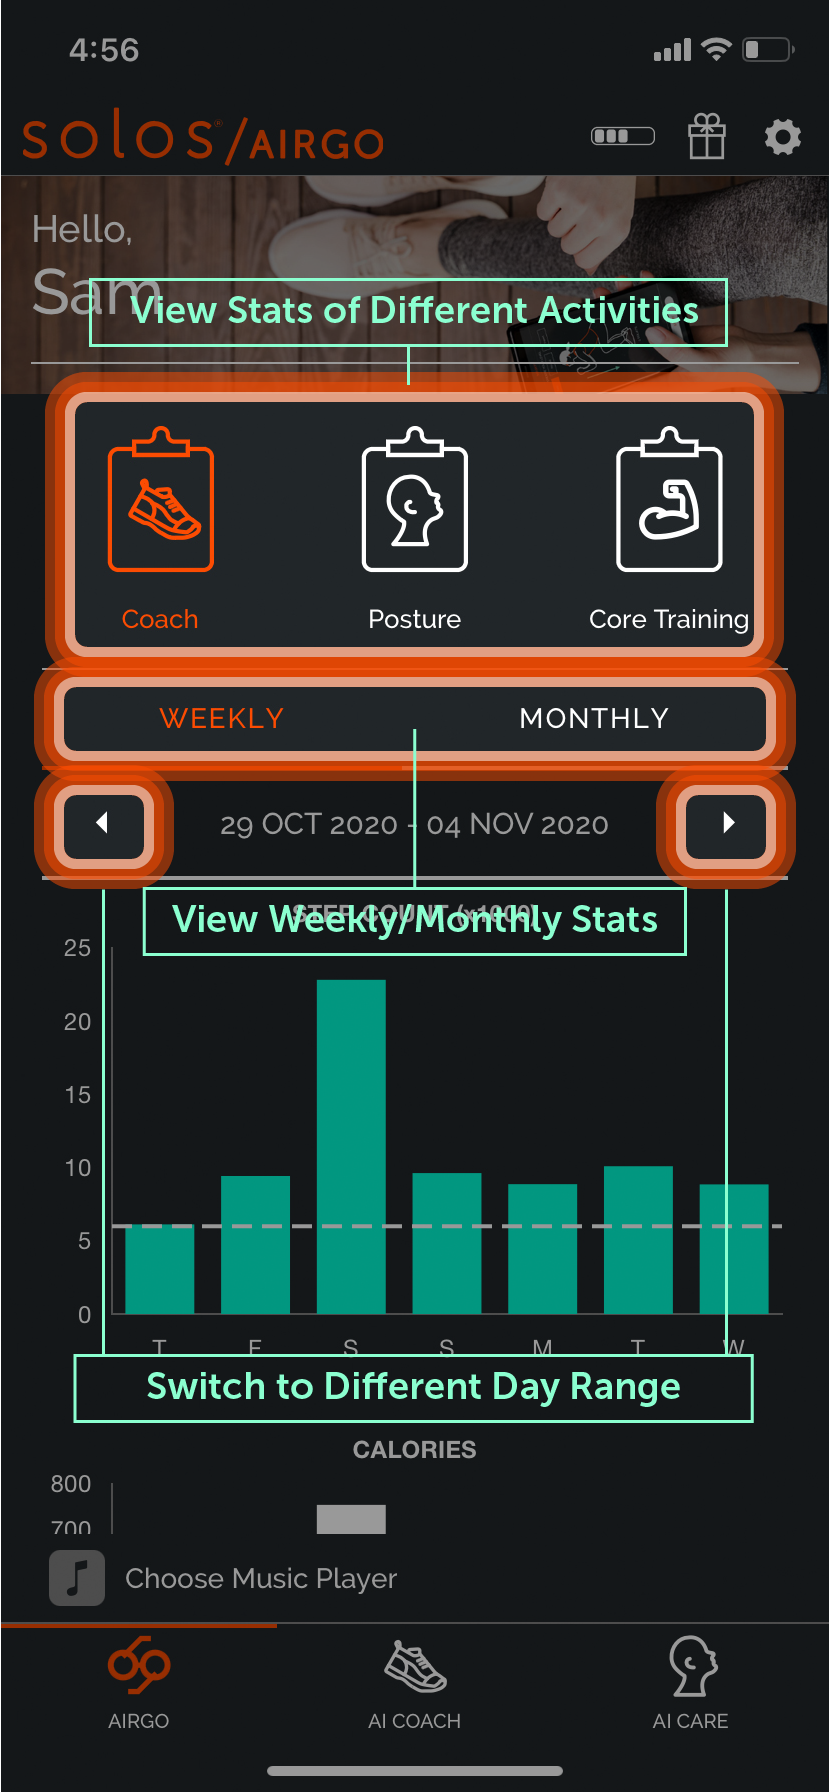 4:56
solos®/AIRGO
Hello,
Sam
View Stats of Different Activities
Coach
Posture
Core Training
WEEKLY
MONTHLY
29 OCT 2020 - 04 NOV 2020
STEP COUNT (x1000)
View Weekly/Monthly Stats
25
20
15
10
5
0
T F S S M T W
Switch to Different Day Range
CALORIES
800
700
Choose Music Player
AIRGO
AI COACH
AI CARE